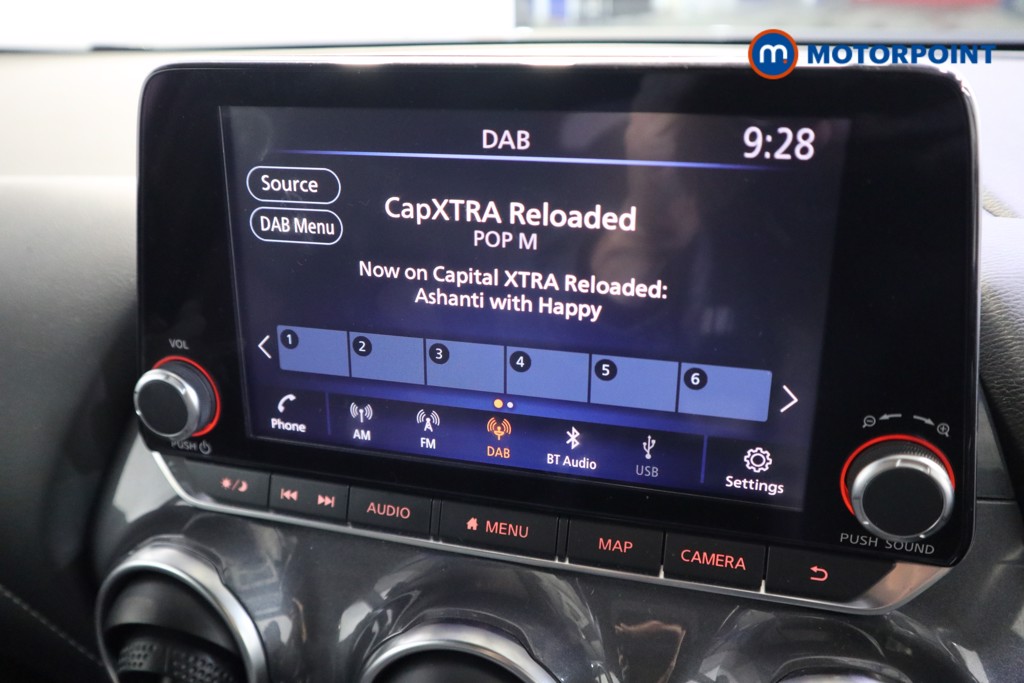 m MOTORPOINT
DAB
9:28
Source
DAB Menu
CapXTRA Reloaded
POP M
Now on Capital XTRA Reloaded:
Ashanti with Happy
1 2 3 4 5 6
Phone AM FM DAB BT Audio USB Settings
VOL
PUSH
AUDIO MENU MAP CAMERA
PUSH SOUND